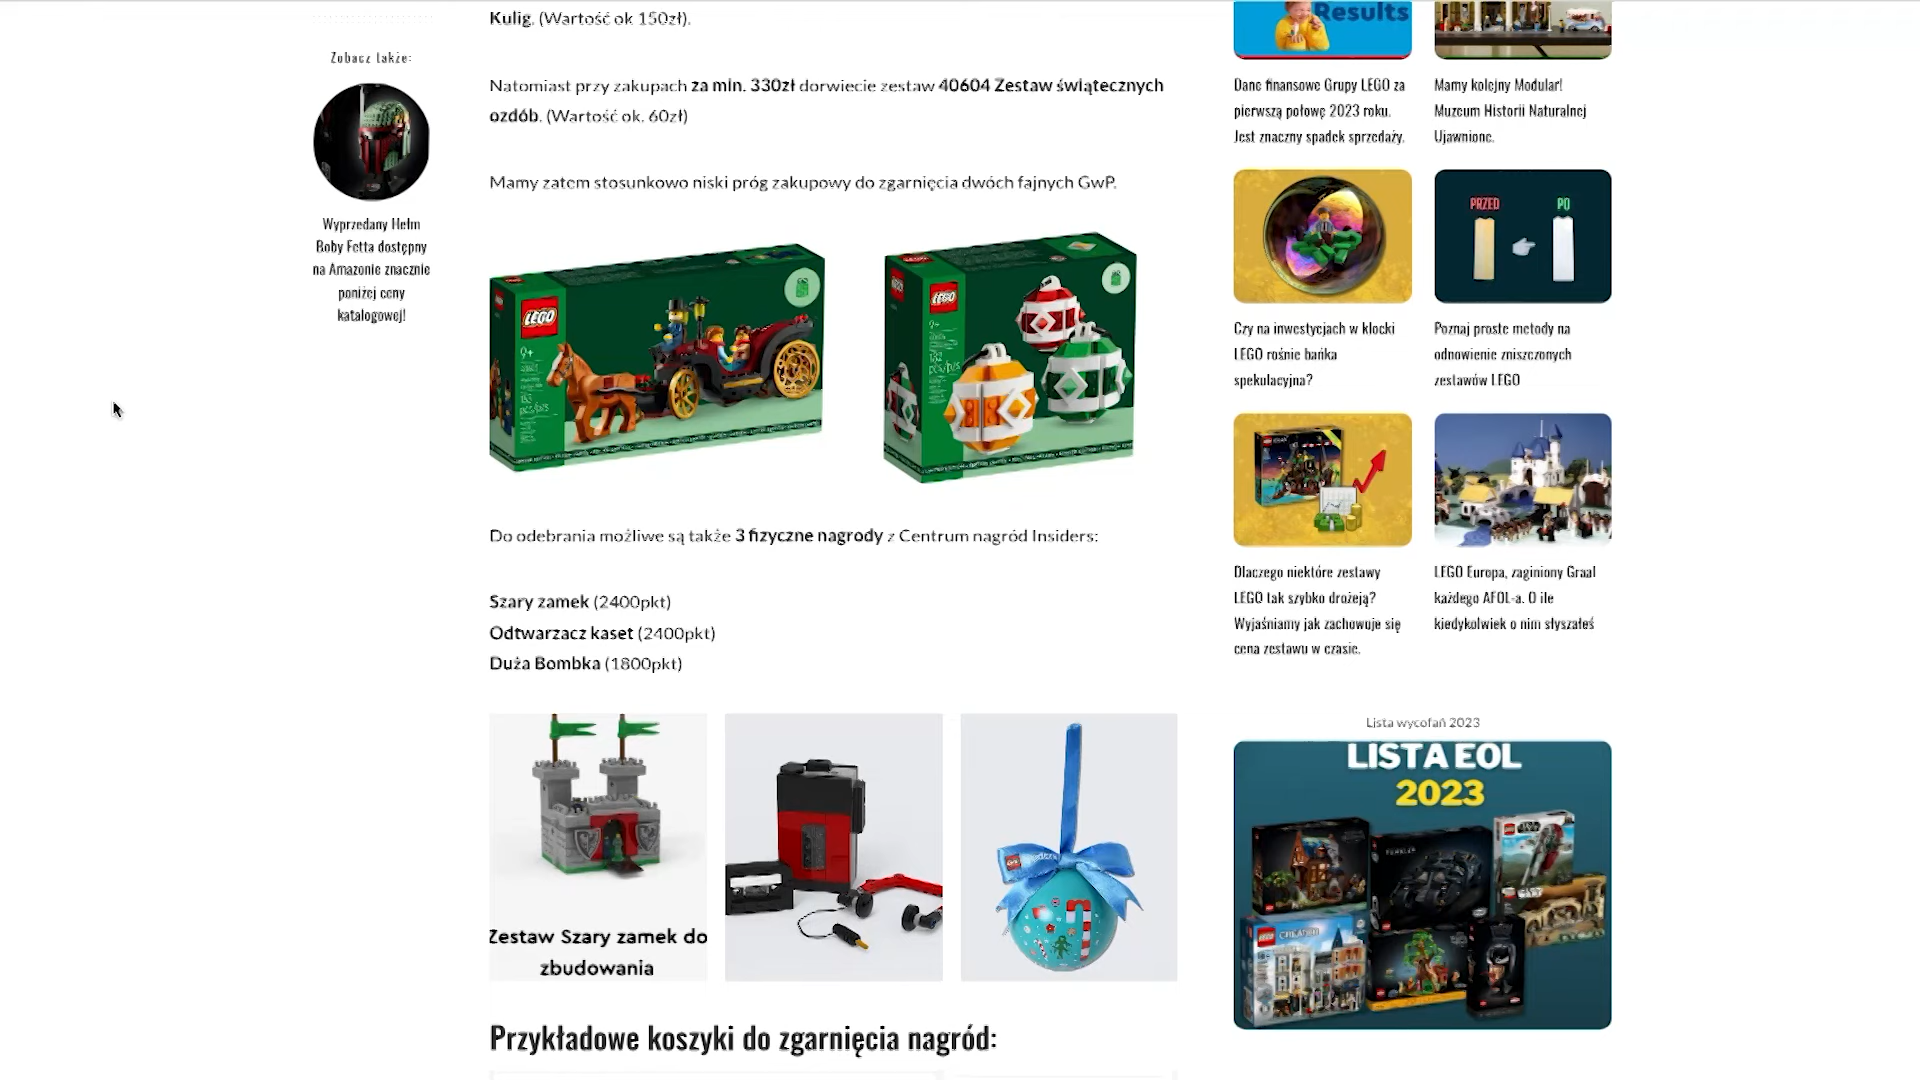 Kulig. (Wartość ok 150zł).
Natomiast przy zakupach za min. 330zł dorwiecie zestaw 40604 Zestaw świątecznych
ozdób. (Wartość ok. 60zł)
Mamy zatem stosunkowo niski próg zakupowy do zgarnięcia dwóch fajnych GwP.
LEGO
9+
LEGO
9+
Do odebrania możliwe są także 3 fizyczne nagrody z Centrum nagród Insiders:
Szary zamek (2400pkt)
Odtwarzacz kaset (2400pkt)
Duża Bombka (1800pkt)
Zestaw Szary zamek do
zbudowania
Przykładowe koszyki do zgarnięcia nagród:
Zobacz także:
Wyprzedany Hełm
Boby Fetta dostępny
na Amazonie znacznie
poniżej ceny
katalogowej!
Results
Dane finansowe Grupy LEGO za
pierwszą połowę 2023 roku.
Jest znaczny spadek sprzedaży.
Mamy kolejny Modular!
Muzeum Historii Naturalnej
Ujawnione.
Czy na inwestycjach w klocki
LEGO rośnie bańka
spekulacyjna?
PRZED
PO
Poznaj proste metody na
odnowienie zniszczonych
zestawów LEGO
Dlaczego niektóre zestawy
LEGO tak szybko drożeją?
Wyjaśniamy jak zachowuje się
cena zestawu w czasie.
LEGO Europa, zaginiony Graal
każdego AFOL-a. O ile
kiedykolwiek o nim słyszałeś
Lista wycofań 2023
LISTA EOL
2023